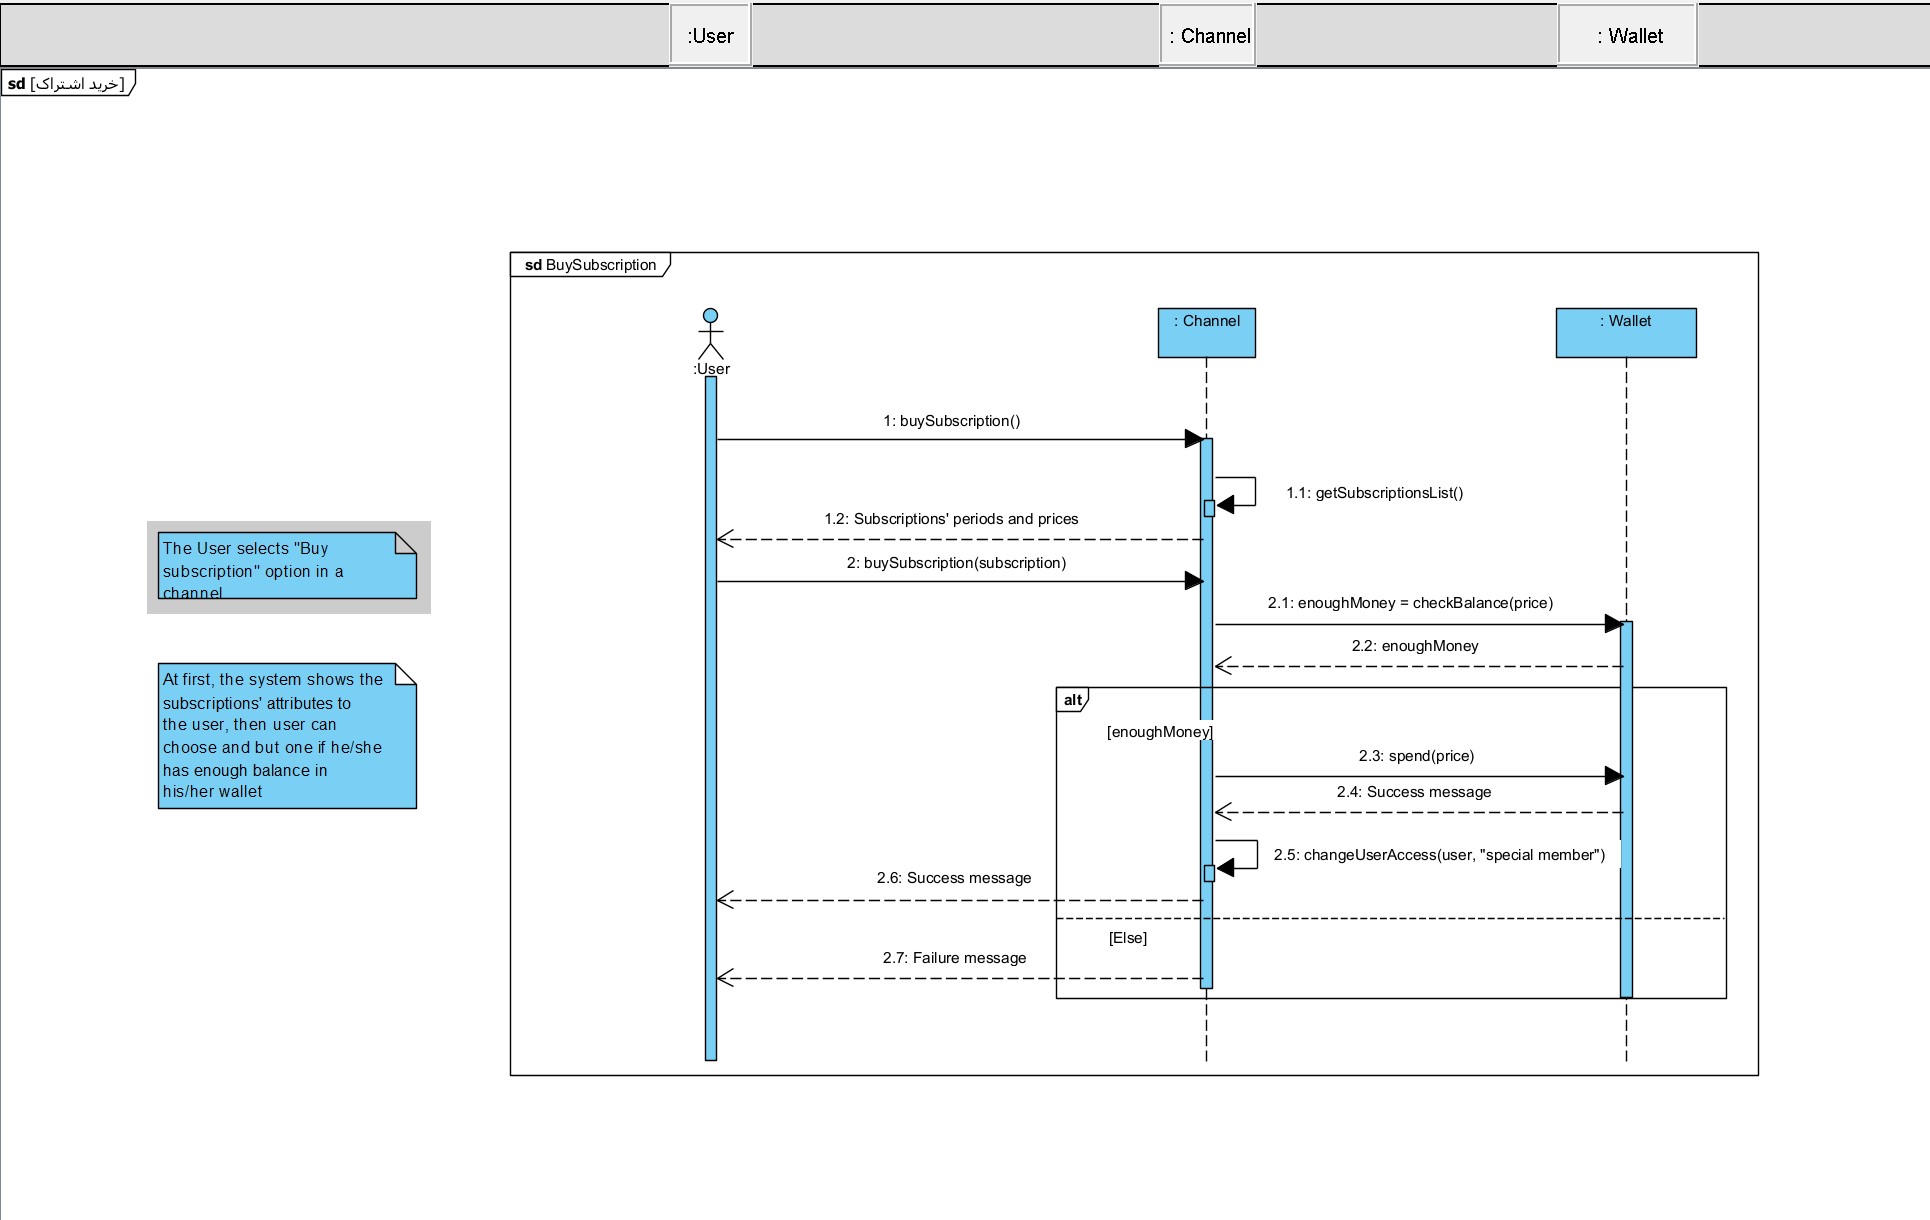 :User
: Channel
: Wallet
sd [خرید اشتراک]
sd BuySubscription
:User
: Channel
: Wallet
1: buySubscription()
1.1: getSubscriptionsList()
1.2: Subscriptions' periods and prices
2: buySubscription(subscription)
2.1: enoughMoney = checkBalance(price)
2.2: enoughMoney
alt
[enoughMoney]
2.3: spend(price)
2.4: Success message
2.5: changeUserAccess(user, "special member")
2.6: Success message
[Else]
2.7: Failure message
The User selects "Buy
subscription" option in a
channel
At first, the system shows the
subscriptions' attributes to
the user, then user can
choose and but one if he/she
has enough balance in
his/her wallet